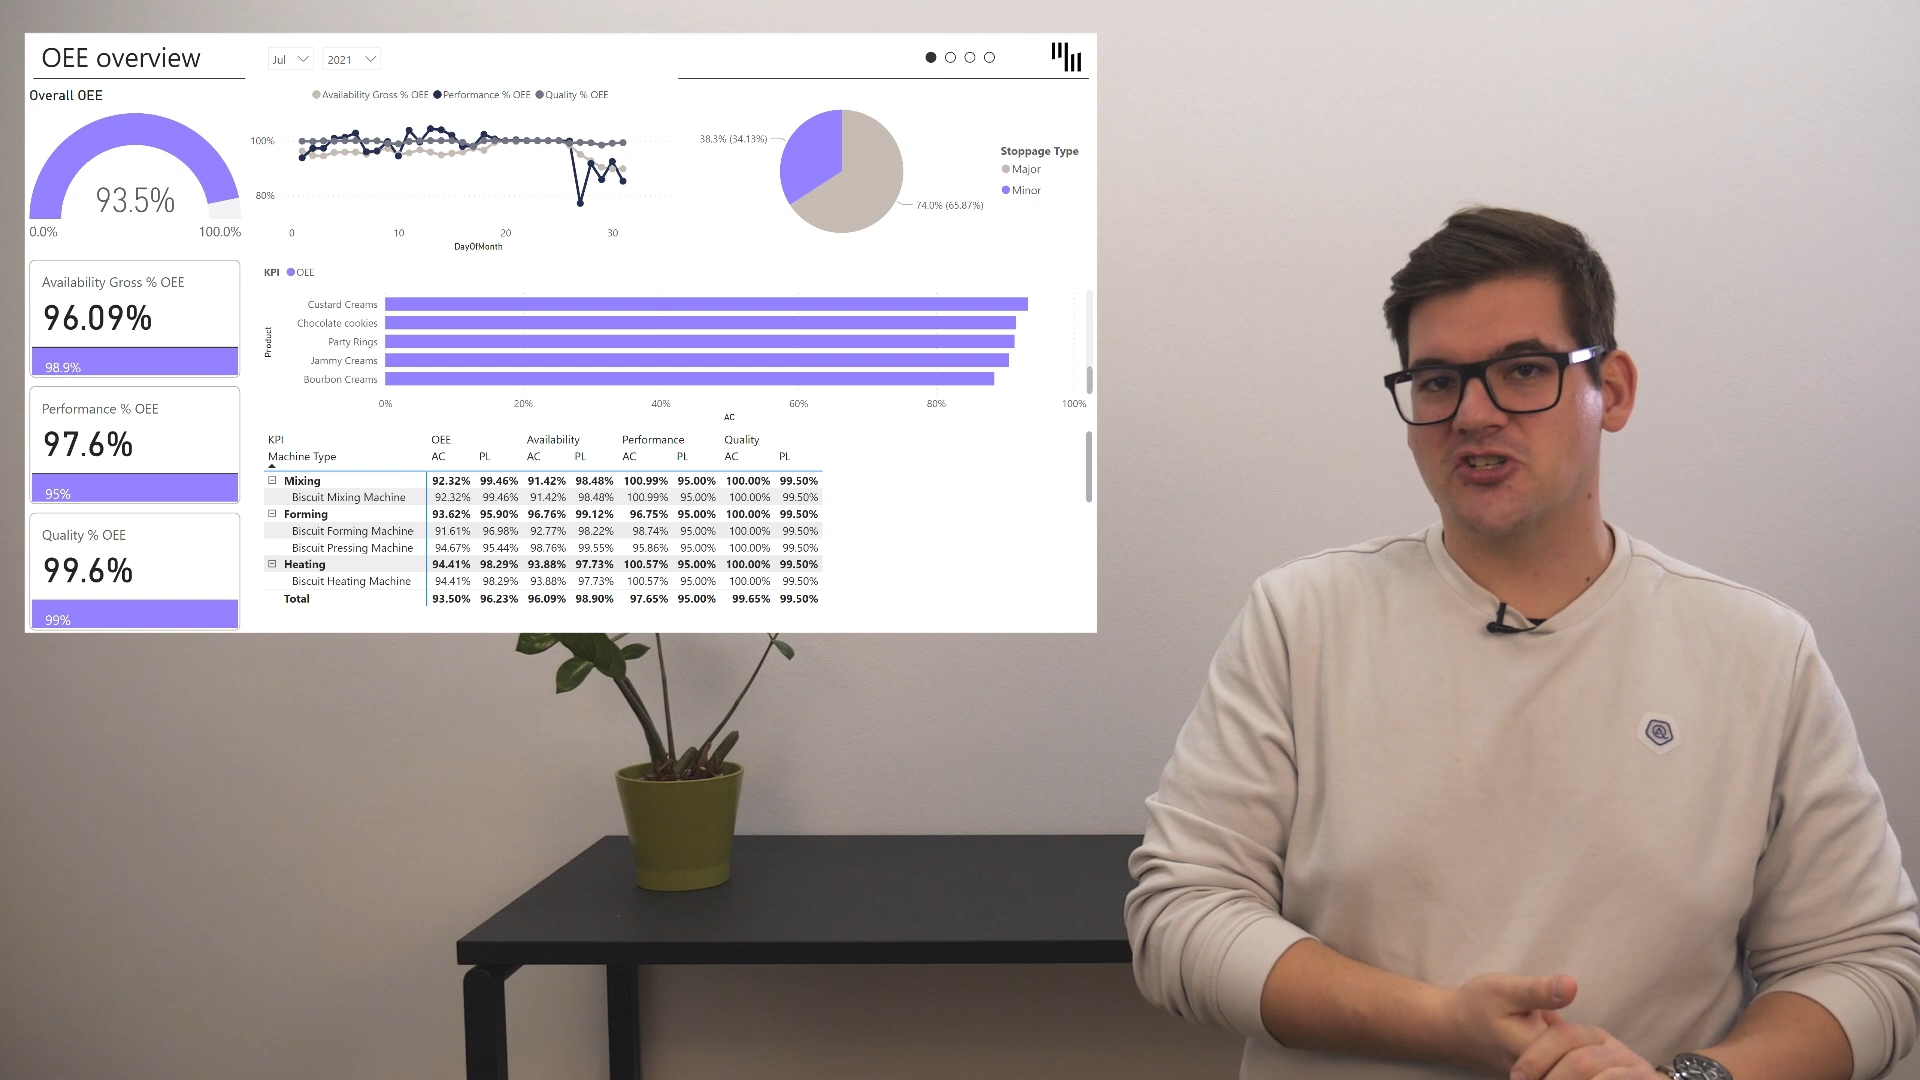 OEE overview
Jul
2021
Overall OEE
93.5%
0.0%
100.0%
Availability Gross % OEE
Performance % OEE
Quality % OEE
100%
80%
0
10
20
30
DayOfMonth
38.3% (34.13%)
74.0% (65.87%)
Stoppage Type
Major
Minor
Availability Gross % OEE
96.09%
98.9%
Performance % OEE
97.6%
95%
Quality % OEE
99.6%
99%
KPI
OEE
Product
Custard Creams
Chocolate cookies
Party Rings
Jammy Creams
Bourbon Creams
0%
20%
40%
60%
80%
100%
AC
KPI OEE Availability Performance Quality
Machine Type AC PL AC PL AC PL AC PL
Mixing 92.32% 99.46% 91.42% 98.48% 100.99% 95.00% 100.00% 99.50%
Biscuit Mixing Machine 92.32% 99.46% 91.42% 98.48% 100.99% 95.00% 100.00% 99.50%
Forming 93.62% 95.90% 96.76% 99.12% 96.75% 95.00% 100.00% 99.50%
Biscuit Forming Machine 91.61% 96.98% 92.77% 98.22% 98.74% 95.00% 100.00% 99.50%
Biscuit Pressing Machine 94.67% 95.44% 98.76% 99.55% 95.86% 95.00% 100.00% 99.50%
Heating 94.41% 98.29% 93.88% 97.73% 100.57% 95.00% 100.00% 99.50%
Biscuit Heating Machine 94.41% 98.29% 93.88% 97.73% 100.57% 95.00% 100.00% 99.50%
Total 93.50% 96.23% 96.09% 98.90% 97.65% 95.00% 99.65% 99.50%